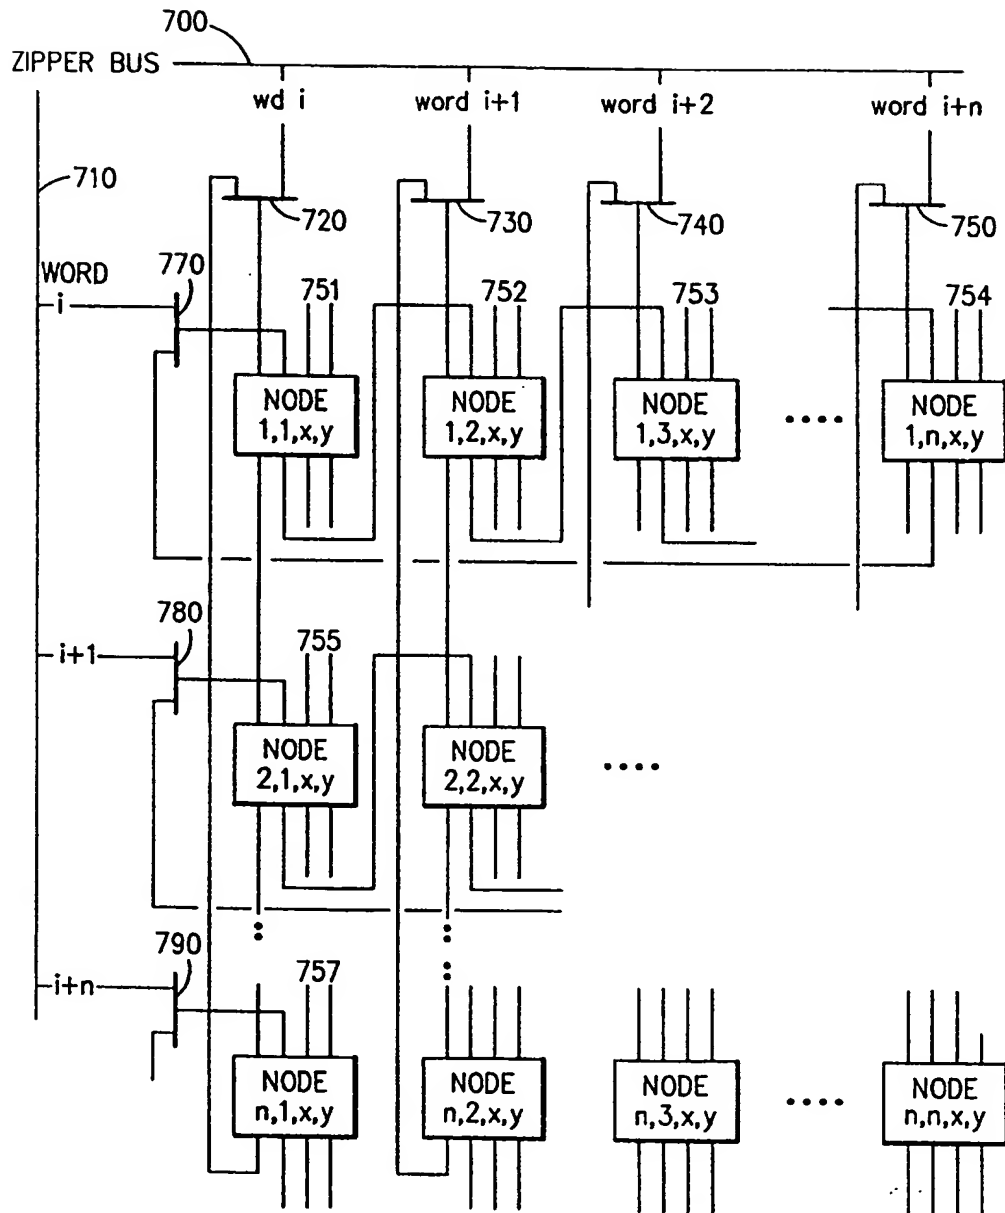 700
ZIPPER BUS
wd i
word i+1
word i+2
word i+n
710
720
730
740
750
WORD
770
i
751
752
753
754
NODE
1,1,x,y
NODE
1,2,x,y
NODE
1,3,x,y
....
NODE
1,n,x,y
780
i+1
755
NODE
2,1,x,y
NODE
2,2,x,y
....
790
i+n
757
NODE
n,1,x,y
NODE
n,2,x,y
NODE
n,3,x,y
....
NODE
n,n,x,y